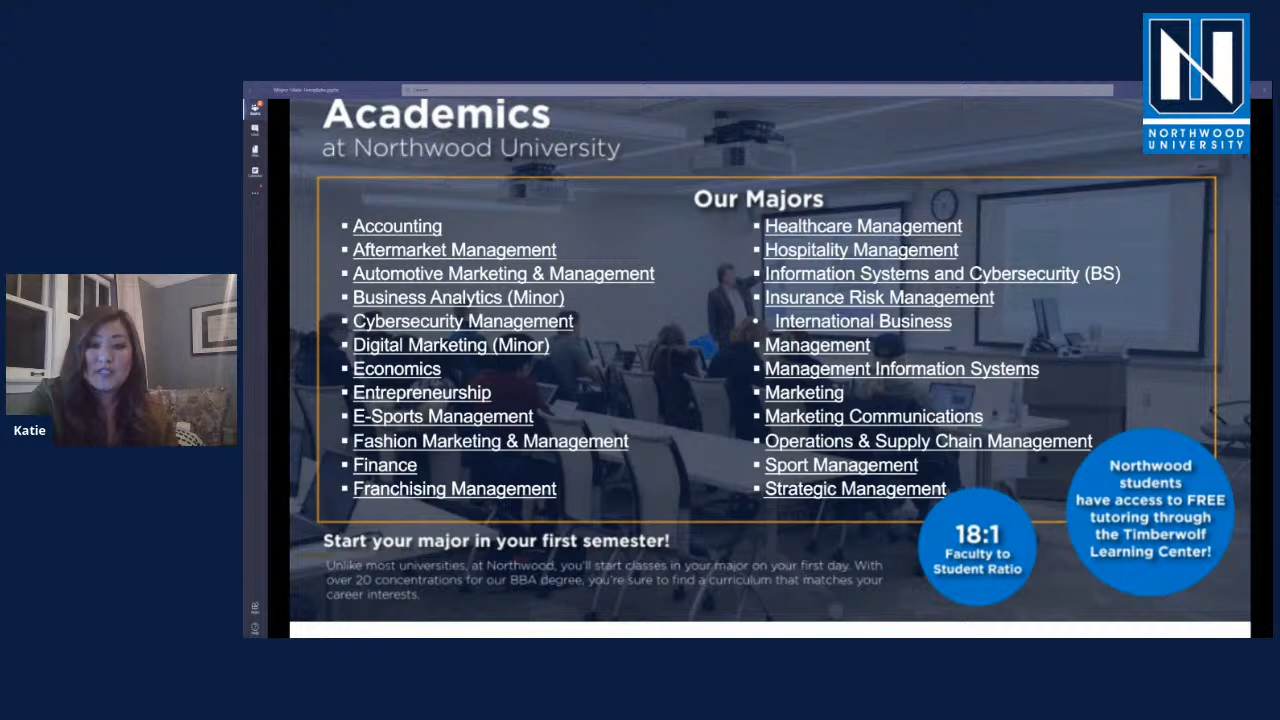 NORTHWOOD
UNIVERSITY
Academics
at Northwood University
Our Majors
▪ Accounting
▪ Aftermarket Management
▪ Automotive Marketing & Management
▪ Business Analytics (Minor)
▪ Cybersecurity Management
▪ Digital Marketing (Minor)
▪ Economics
▪ Entrepreneurship
▪ E-Sports Management
▪ Fashion Marketing & Management
▪ Finance
▪ Franchising Management
▪ Healthcare Management
▪ Hospitality Management
▪ Information Systems and Cybersecurity (BS)
▪ Insurance Risk Management
• International Business
▪ Management
▪ Management Information Systems
▪ Marketing
▪ Marketing Communications
▪ Operations & Supply Chain Management
▪ Sport Management
▪ Strategic Management
Start your major in your first semester!
Unlike most universities, at Northwood, you'll start classes in your major on your first day. With
over 20 concentrations for our BBA degree, you're sure to find a curriculum that matches your
career interests.
18:1
Faculty to
Student Ratio
Northwood
students
have access to FREE
tutoring through
the Timberwolf
Learning Center!
Katie